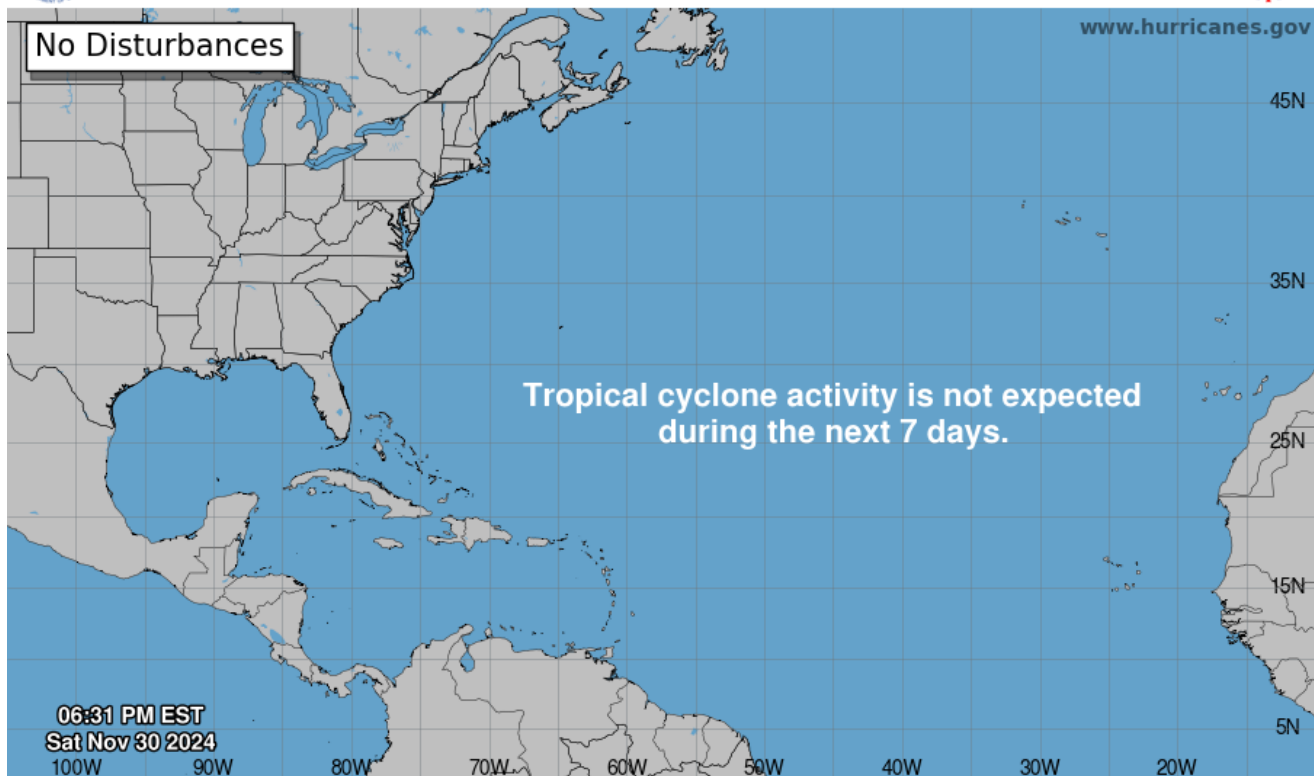 www.hurricanes.gov
No Disturbances
45N
35N
Tropical cyclone activity is not expected
during the next 7 days.
25N
15N
06:31 PM EST
Sat Nov 30 2024
5N
100W 90W 80W 70W 60W 50W 40W 30W 20W